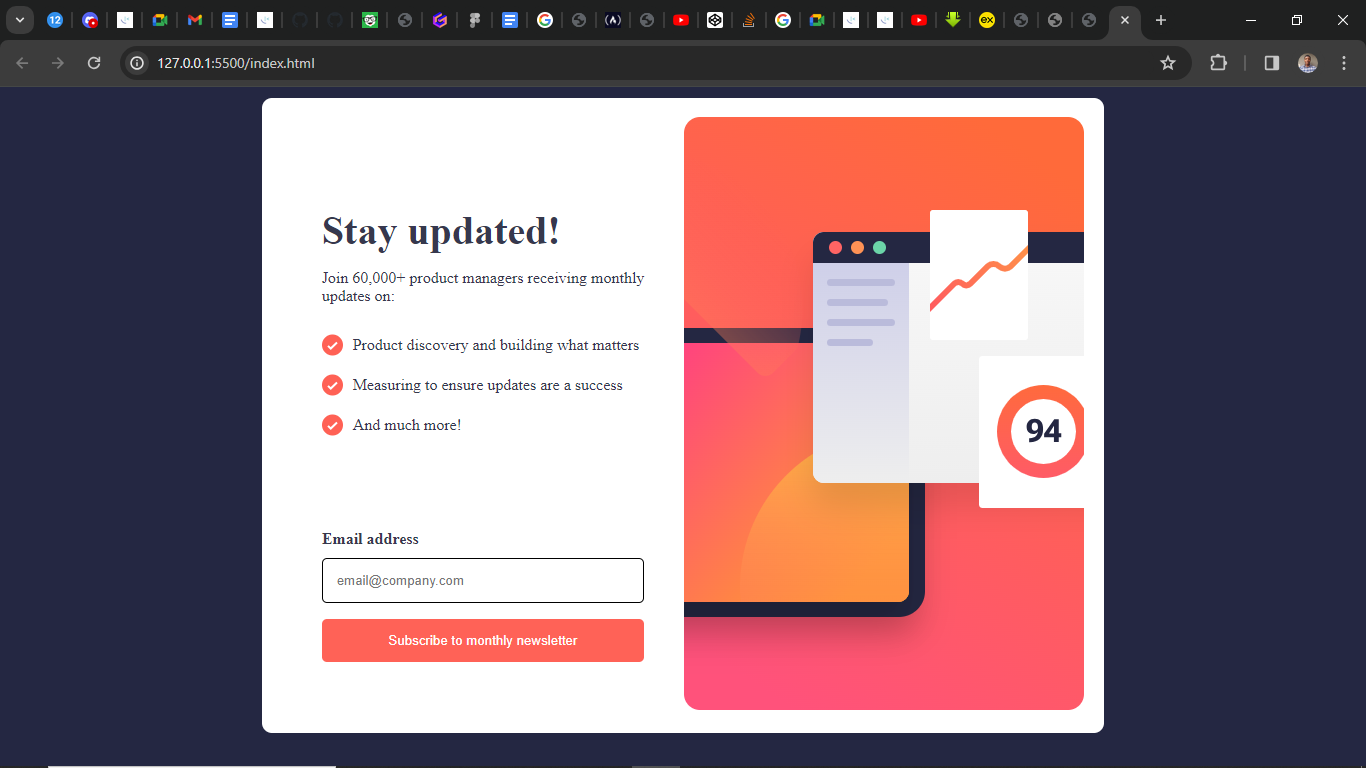 12
ex
127.0.0.1:5500/index.html
Stay updated!
Join 60,000+ product managers receiving monthly
updates on:
Product discovery and building what matters
Measuring to ensure updates are a success
And much more!
94
Email address
email@company.com
Subscribe to monthly newsletter